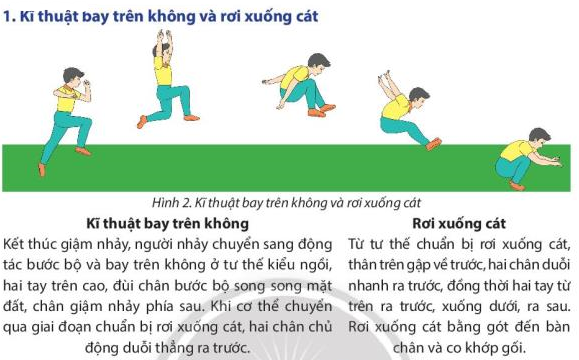 1. Kĩ thuật bay trên không và rơi xuống cát
Hình 2. Kĩ thuật bay trên không và rơi xuống cát
Kĩ thuật bay trên không
Kết thúc giậm nhảy, người nhảy chuyển sang động
tác bước bộ và bay trên không ở tư thế kiểu ngồi,
hai tay trên cao, đùi chân bước bộ song song mặt
đất, chân giậm nhảy phía sau. Khi cơ thể chuyển
qua giai đoạn chuẩn bị rơi xuống cát, hai chân chủ
động duỗi thẳng ra trước.
Rơi xuống cát
Từ tư thế chuẩn bị rơi xuống cát,
thân trên gập về trước, hai chân duỗi
nhanh ra trước, đồng thời hai tay từ
trên ra trước, xuống dưới, ra sau.
Rơi xuống cát bằng gót đến bàn
chân và co khớp gối.